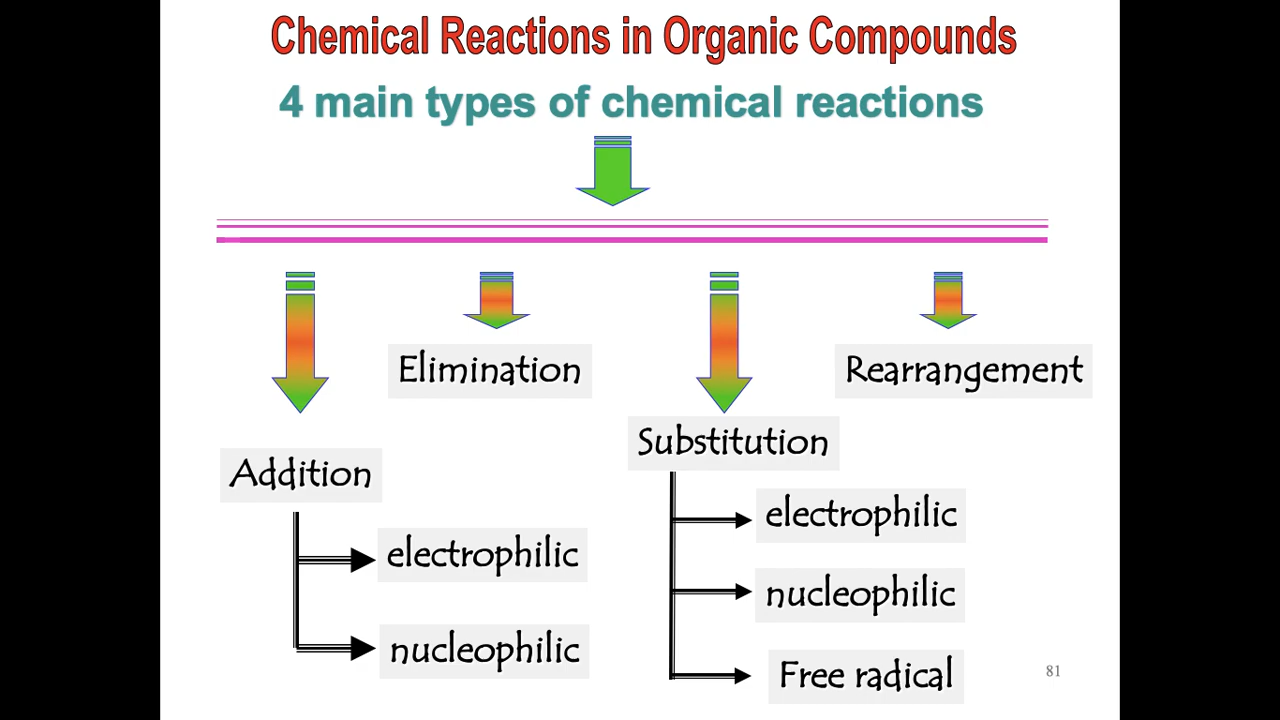 Chemical Reactions in Organic Compounds
4 main types of chemical reactions
Elimination
Rearrangement
Substitution
Addition
electrophilic
electrophilic
nucleophilic
nucleophilic
Free radical
81